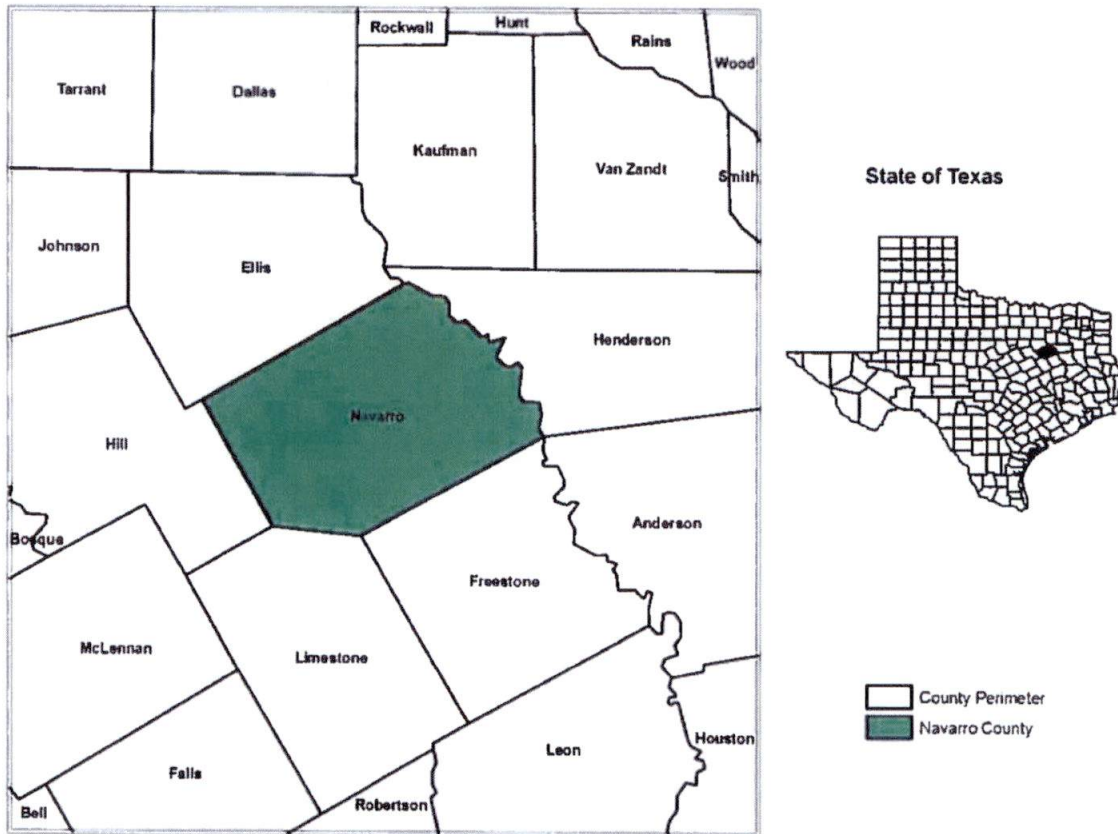 Rockwall
Hunt
Rains
Wood
Tarrant
Dallas
Kaufman
Van Zandt
Smith
State of Texas
Johnson
Ellis
Henderson
Navarro
Hill
Bosque
Anderson
Freestone
McLennan
Limestone
County Perimeter
Navarro County
Houston
Leon
Falls
Robertson
Bell